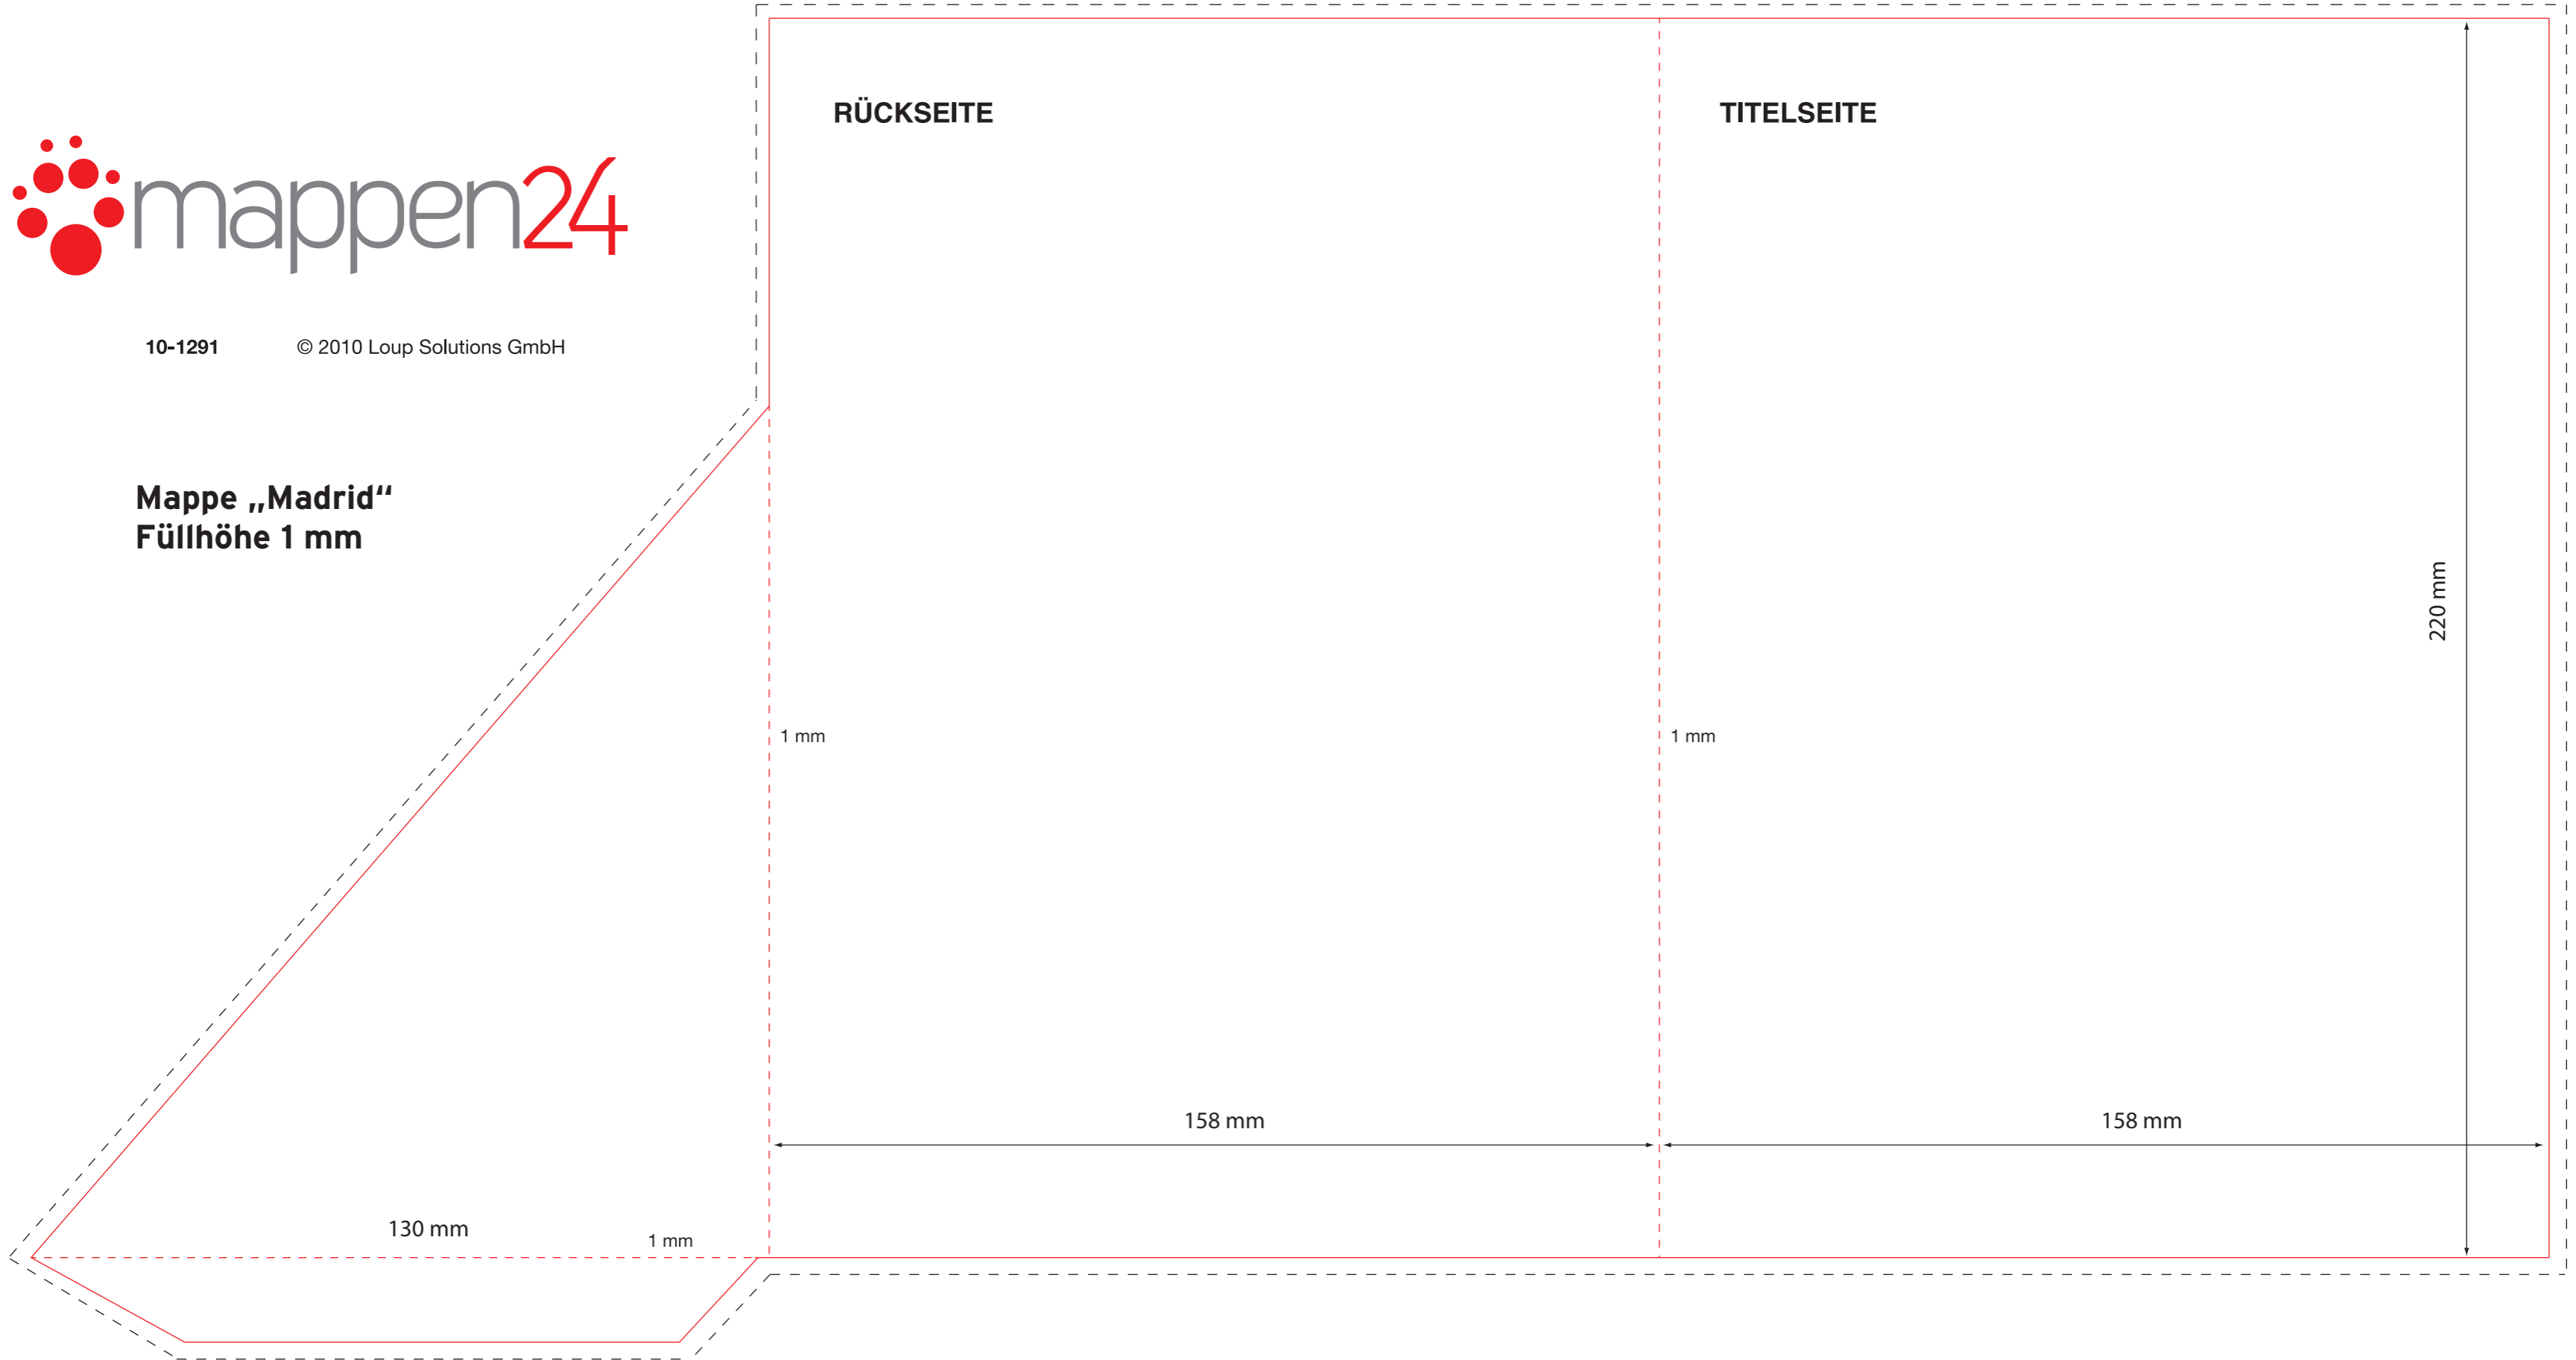 RÜCKSEITE
TITELSEITE
mappen24
10-1291 © 2010 Loup Solutions GmbH
Mappe „Madrid“
Füllhöhe 1 mm
220 mm
1 mm
1 mm
158 mm
158 mm
130 mm
1 mm